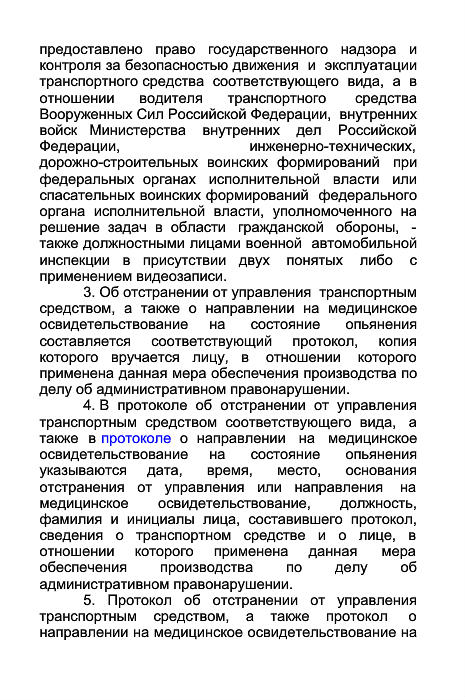 предоставлено право государственного надзора и
контроля за безопасностью движения и эксплуатации
транспортного средства соответствующего вида, а в
отношении водителя транспортного средства
Вооруженных Сил Российской Федерации, внутренних
войск Министерства внутренних дел Российской
Федерации, инженерно-технических,
дорожно-строительных воинских формирований при
федеральных органах исполнительной власти или
спасательных воинских формирований федерального
органа исполнительной власти, уполномоченного на
решение задач в области гражданской обороны, -
также должностными лицами военной автомобильной
инспекции в присутствии двух понятых либо с
применением видеозаписи.
3. Об отстранении от управления транспортным
средством, а также о направлении на медицинское
освидетельствование на состояние опьянения
составляется соответствующий протокол, копия
которого вручается лицу, в отношении которого
применена данная мера обеспечения производства по
делу об административном правонарушении.
4. В протоколе об отстранении от управления
транспортным средством соответствующего вида, а
также в протоколе о направлении на медицинское
освидетельствование на состояние опьянения
указываются дата, время, место, основания
отстранения от управления или направления на
медицинское освидетельствование, должность,
фамилия и инициалы лица, составившего протокол,
сведения о транспортном средстве и о лице, в
отношении которого применена данная мера
обеспечения производства по делу об
административном правонарушении.
5. Протокол об отстранении от управления
транспортным средством, а также протокол о
направлении на медицинское освидетельствование на